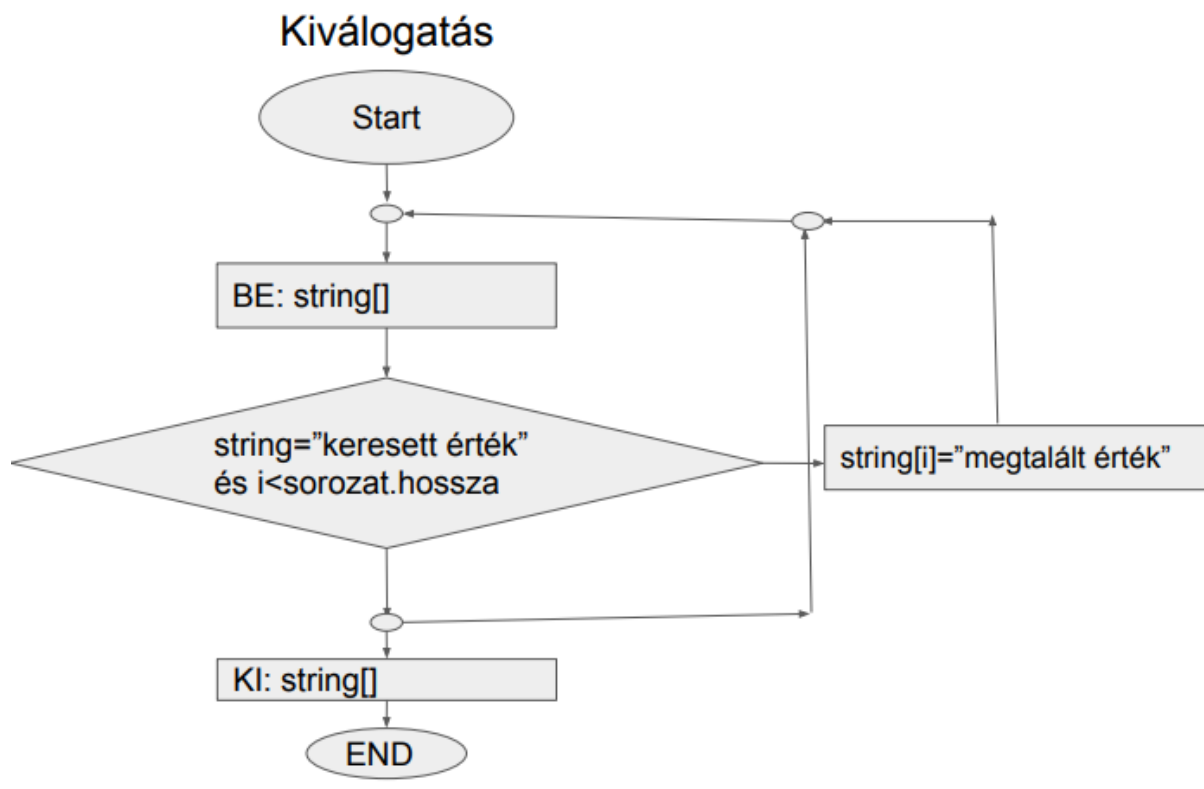 Kiválogatás
Start
BE: string[]
string=”keresett érték”
és i<sorozat.hossza
string[i]=”megtalált érték”
KI: string[]
END